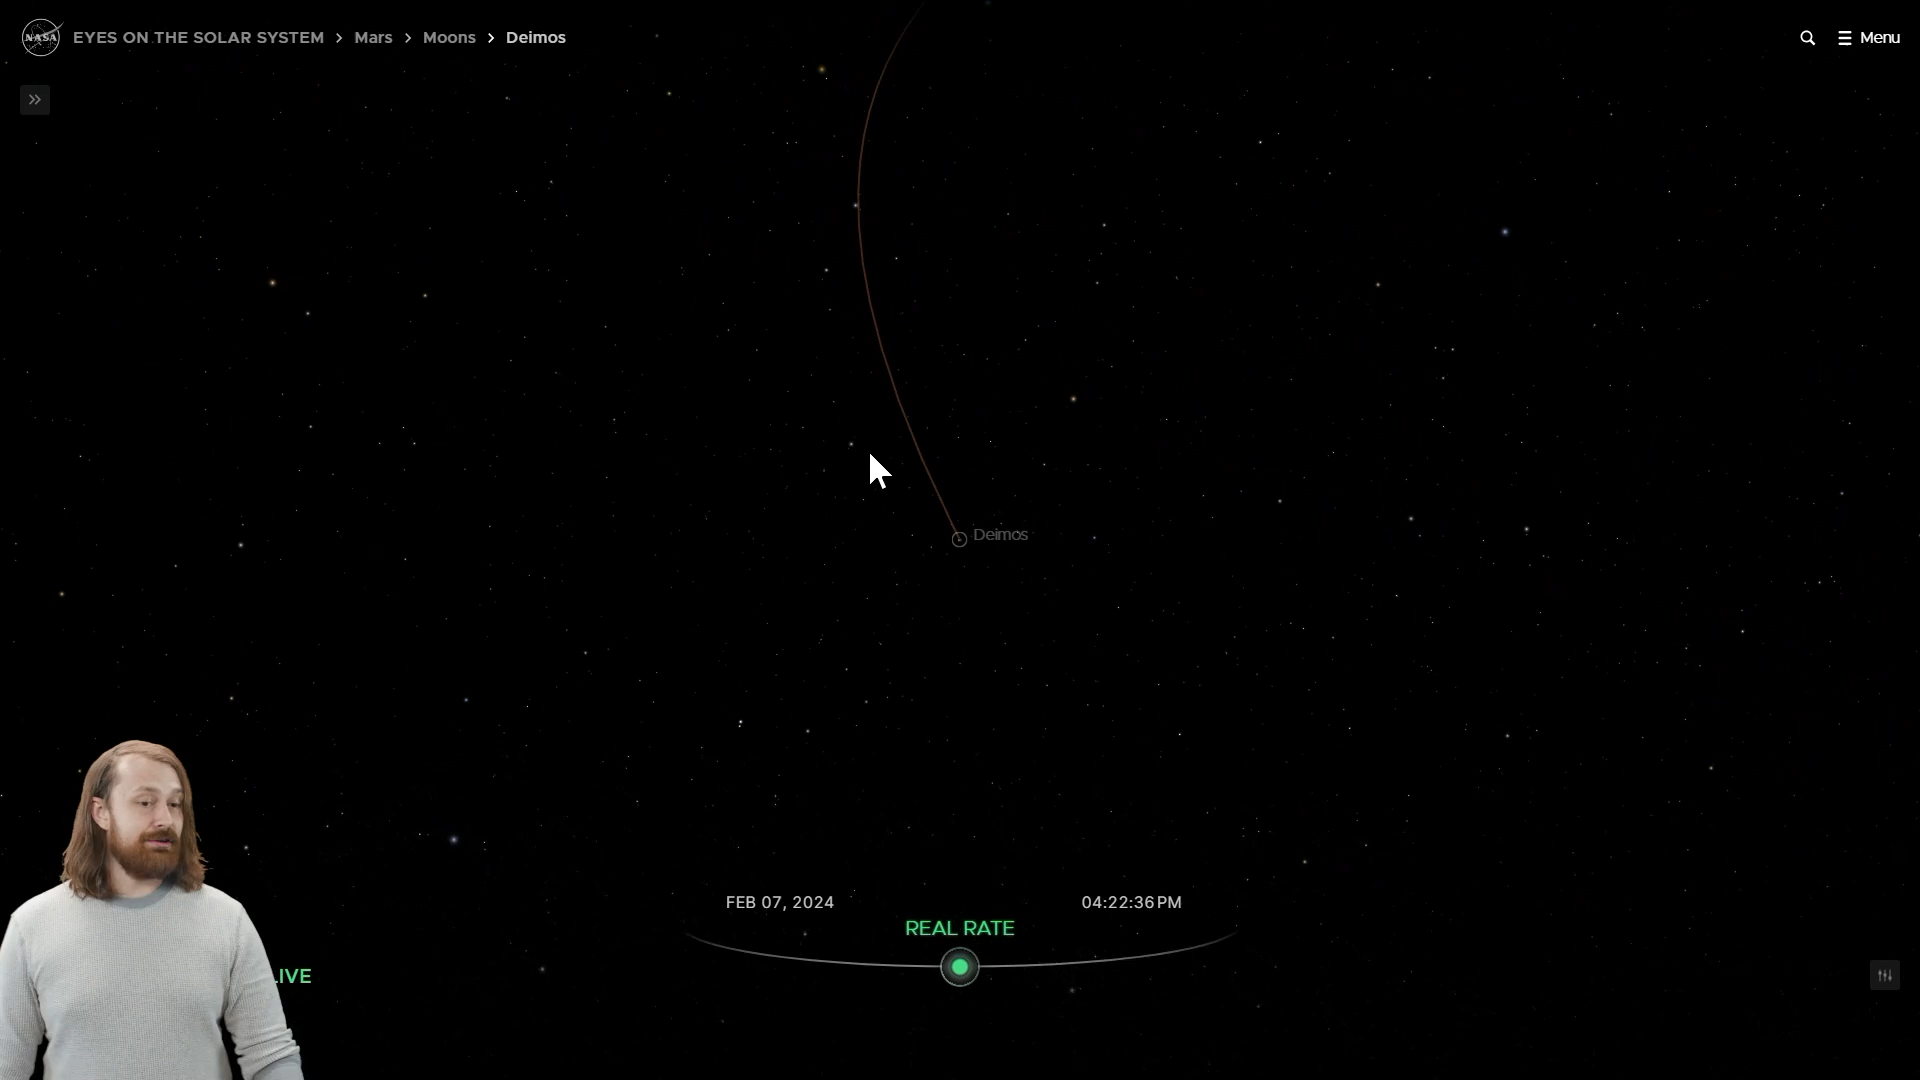 NASA
EYES ON THE SOLAR SYSTEM > Mars > Moons > Deimos
Menu
Deimos
FEB 07, 2024
04:22:36 PM
REAL RATE
LIVE